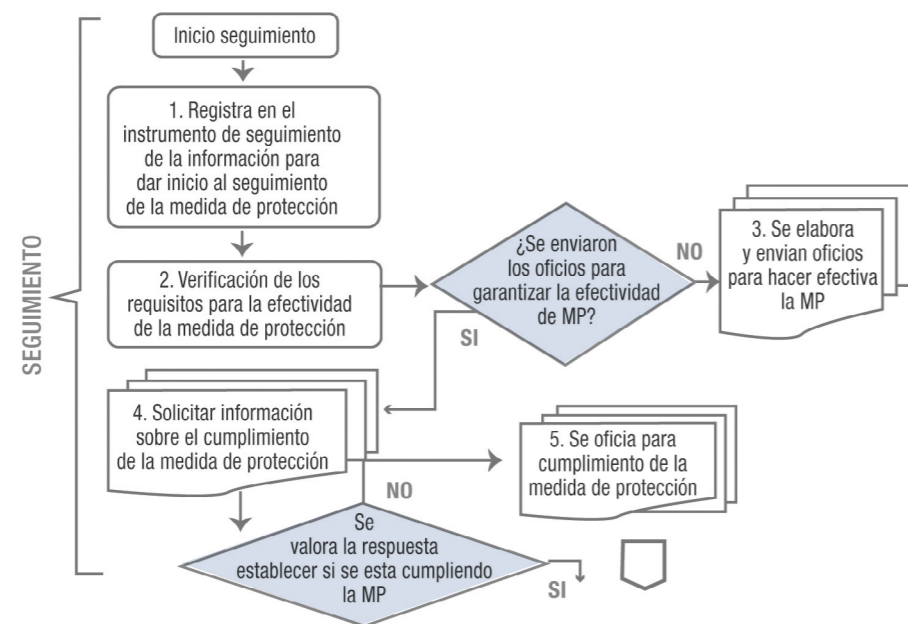 SEGUIMIENTO
Inicio seguimiento
1. Registra en el
instrumento de seguimiento
de la información para
dar inicio al seguimiento
de la medida de protección
2. Verificación de los
requisitos para la efectividad
de la medida de protección
¿Se enviaron
los oficios para
garantizar la efectividad
de MP?
NO
3. Se elabora
y envian oficios
para hacer efectiva
la MP
SI
4. Solicitar información
sobre el cumplimiento
de la medida de protección
5. Se oficia para
cumplimiento de la
medida de protección
NO
Se
valora la respuesta
establecer si se esta cumpliendo
la MP
SI